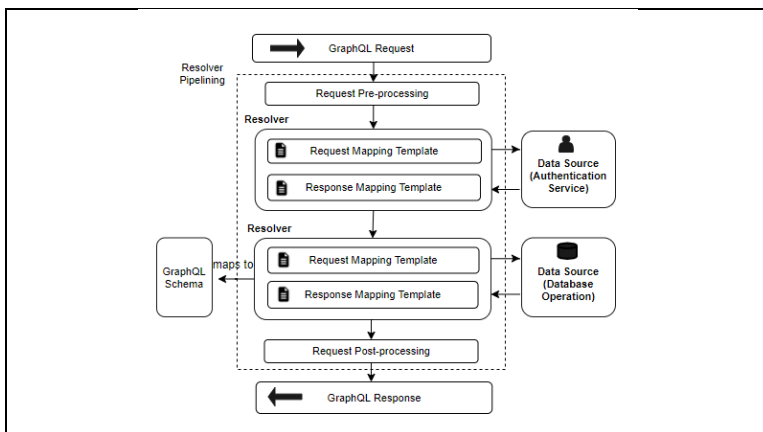 GraphQL Request
Resolver
Pipelining
Request Pre-processing
Resolver
Request Mapping Template
Response Mapping Template
Data Source
(Authentication
Service)
Resolver
Request Mapping Template
Response Mapping Template
Data Source
(Database
Operation)
maps to
GraphQL
Schema
Request Post-processing
GraphQL Response